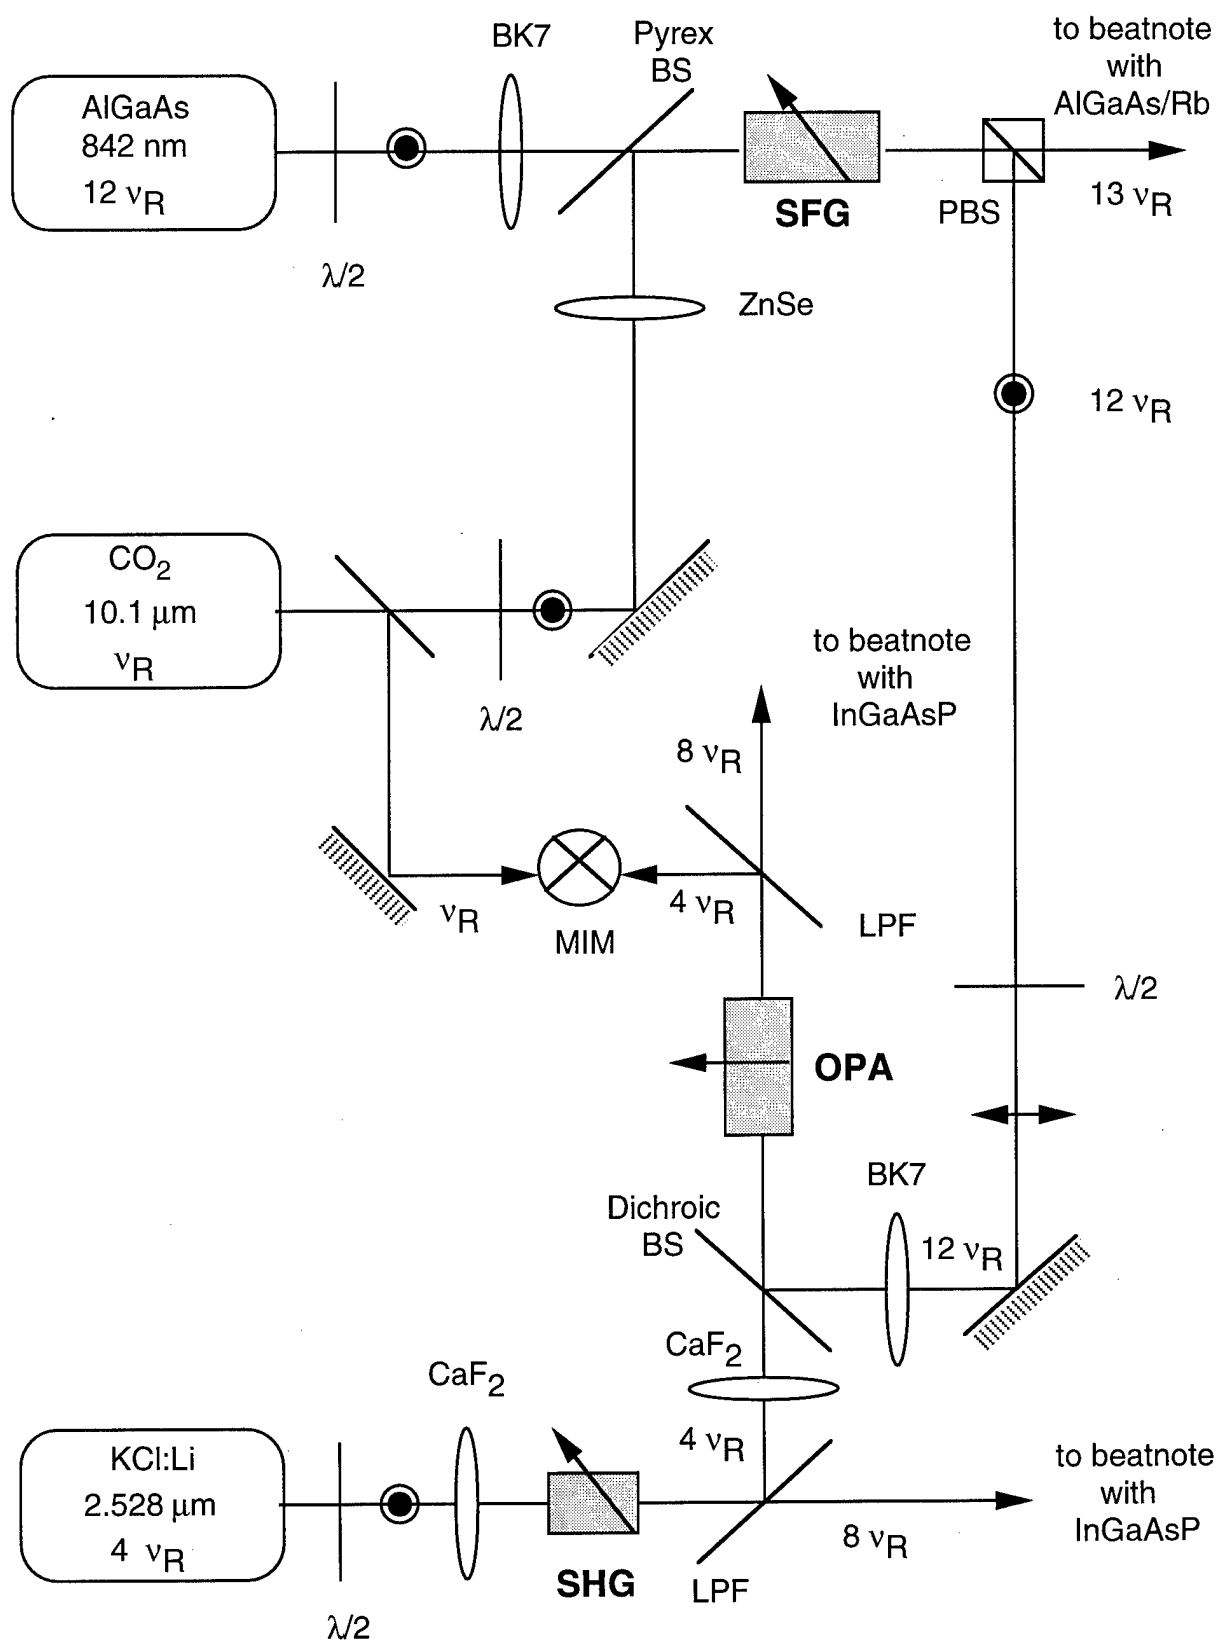 BK7
Pyrex
BS
to beatnote
with
AlGaAs/Rb
AlGaAs
842 nm
12 νR
λ/2
SFG
PBS
13 νR
ZnSe
12 νR
CO2
10.1 μm
νR
λ/2
to beatnote
with
InGaAsP
8 νR
νR
MIM
4 νR
LPF
λ/2
OPA
BK7
Dichroic
BS
12 νR
CaF2
CaF2
4 νR
KCl:Li
2.528 μm
4 νR
λ/2
SHG
LPF
8 νR
to beatnote
with
InGaAsP